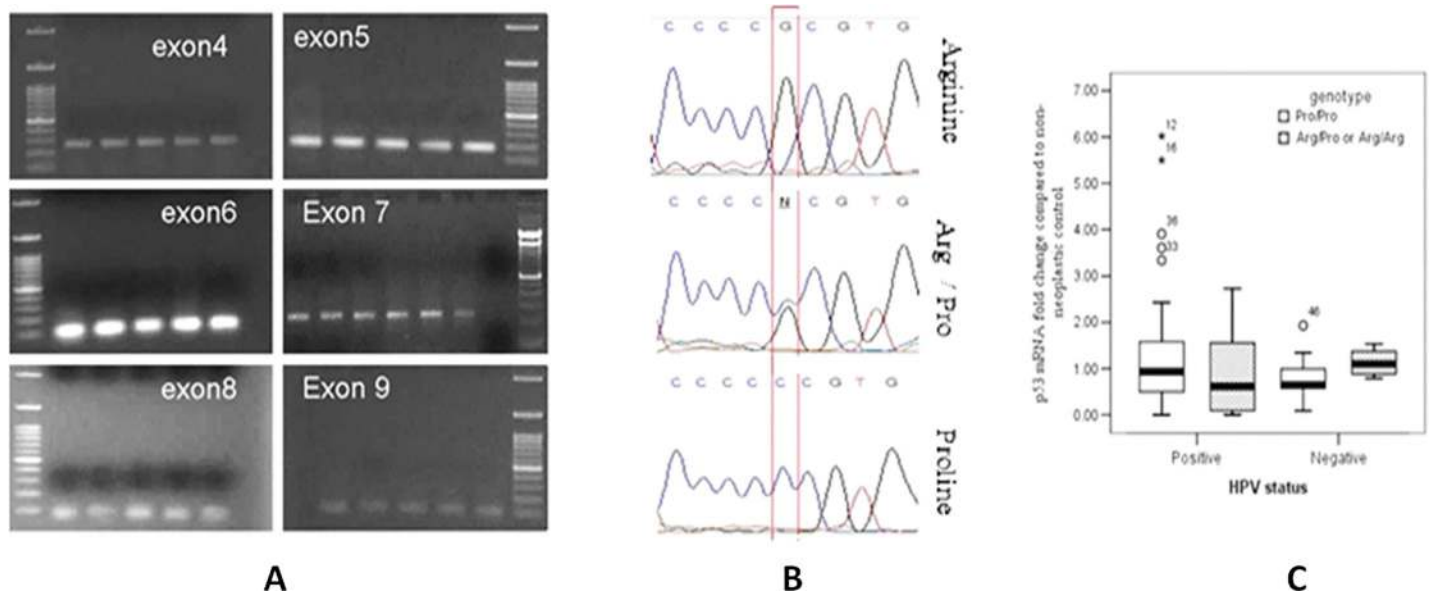 exon4
exon5
exon6
Exon 7
exon8
Exon 9
A
C C C C G C G T G
Arginine
C C C C N C G T G
Arg / Pro
C C C C C C G T G
Proline
B
p53 mRNA fold change compared to non-
neoplastic control
7.00
6.00
5.00
4.00
3.00
2.00
1.00
0.00
genotype
Pro/Pro
Arg/Pro or Arg/Arg
12
16
36
33
46
Positive
Negative
HPV status
C